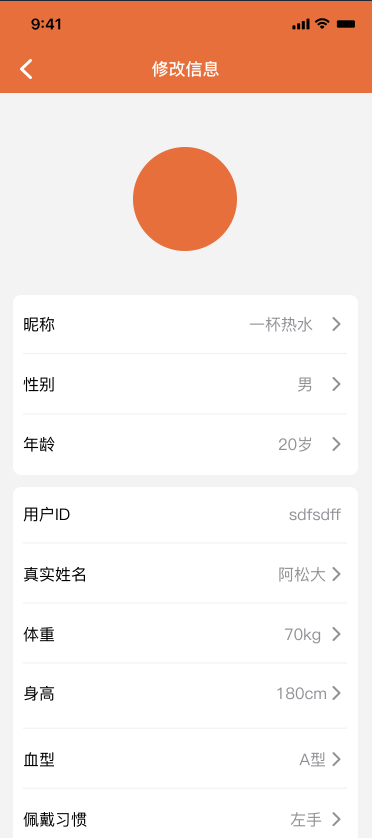 9:41
修改信息
昵称 一杯热水
性别 男
年龄 20岁
用户ID sdfsdff
真实姓名 阿松大
体重 70kg
身高 180cm
血型 A型
佩戴习惯 左手